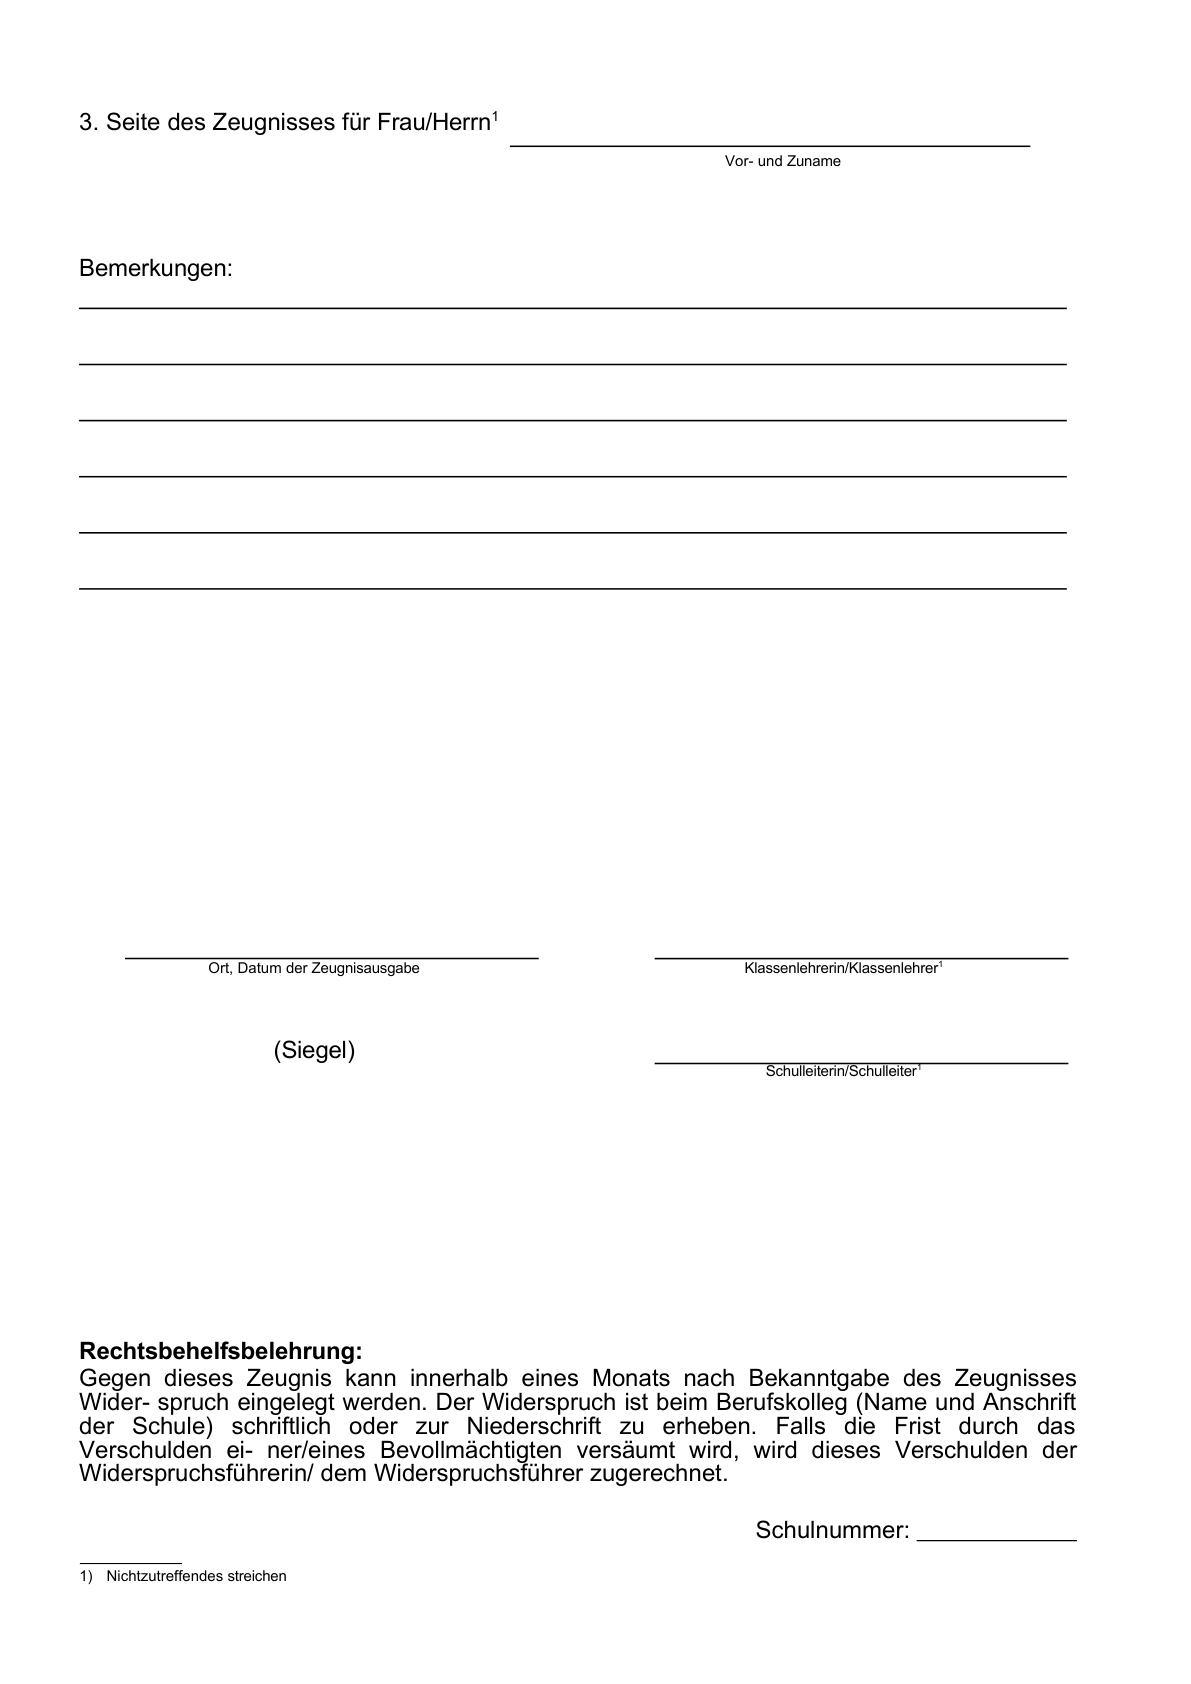 3. Seite des Zeugnisses für Frau/Herrn¹
Vor- und Zuname
Bemerkungen:
Ort, Datum der Zeugnisausgabe
Klassenlehrerin/Klassenlehrer¹
(Siegel)
Schulleiterin/Schulleiter¹
Rechtsbehelfsbelehrung:
Gegen dieses Zeugnis kann innerhalb eines Monats nach Bekanntgabe des Zeugnisses
Wider- spruch eingelegt werden. Der Widerspruch ist beim Berufskolleg (Name und Anschrift
der Schule) schriftlich oder zur Niederschrift zu erheben. Falls die Frist durch das
Verschulden ei- ner/eines Bevollmächtigten versäumt wird, wird dieses Verschulden der
Widerspruchsführerin/ dem Widerspruchsführer zugerechnet.
Schulnummer: ____________
1) Nichtzutreffendes streichen